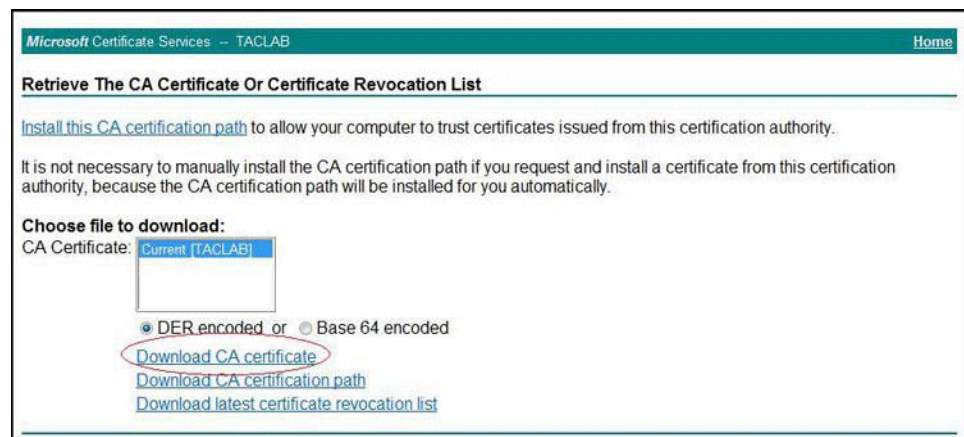 Microsoft Certificate Services -- TACLAB Home
Retrieve The CA Certificate Or Certificate Revocation List
Install this CA certification path to allow your computer to trust certificates issued from this certification authority.
It is not necessary to manually install the CA certification path if you request and install a certificate from this certification
authority, because the CA certification path will be installed for you automatically.
Choose file to download:
CA Certificate: Current [TACLAB]
DER encoded or Base 64 encoded
Download CA certificate
Download CA certification path
Download latest certificate revocation list